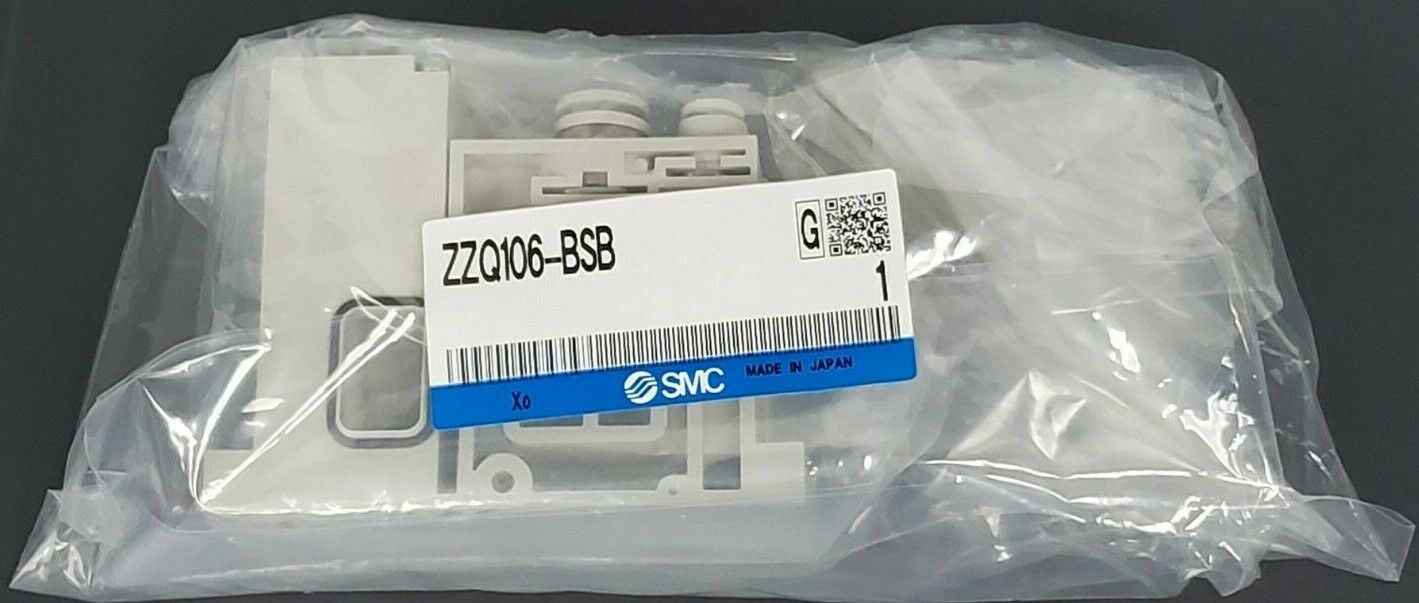 ZZQ106-BSB
G
1
Xo
SMC
MADE IN JAPAN